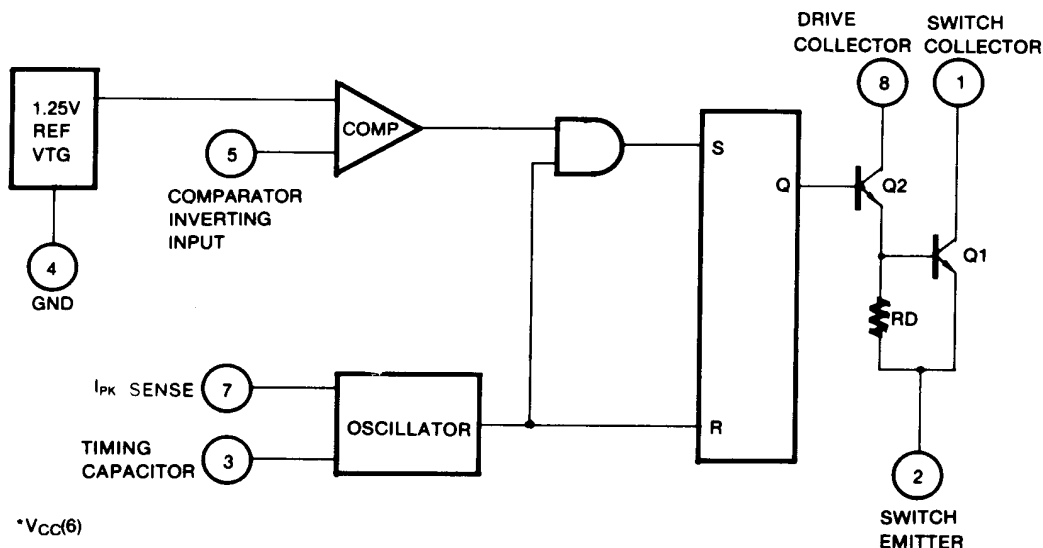 DRIVE
COLLECTOR
SWITCH
COLLECTOR
8
1
1.25V
REF
VTG
COMP
5
COMPARATOR
INVERTING
INPUT
4
GND
S
Q
Q2
Q1
RD
IPK SENSE
7
OSCILLATOR
R
TIMING
CAPACITOR
3
2
SWITCH
EMITTER
*VCC(6)